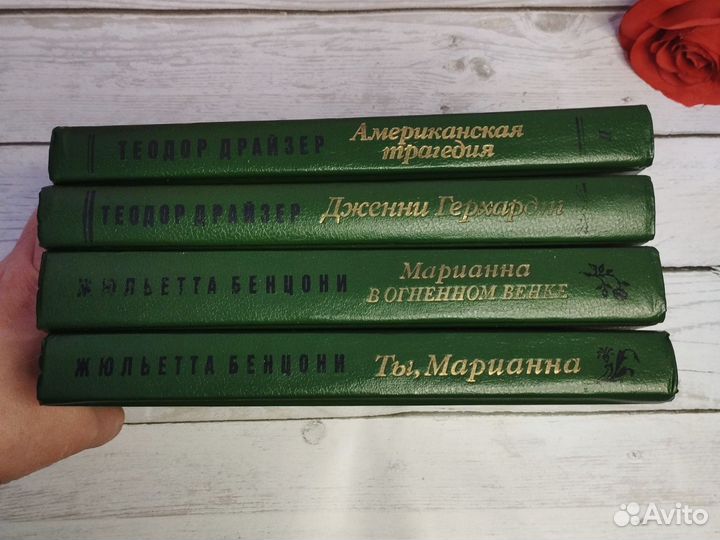 ТЕОДОР ДРАЙЗЕР Американская
трагедия
ТЕОДОР ДРАЙЗЕР Дженни Герхардт
ЖЮЛЬЕТТА БЕНЦОНИ Марианна
В ОГНЕННОМ ВЕНКЕ
ЖЮЛЬЕТТА БЕНЦОНИ Ты, Марианна
Avito